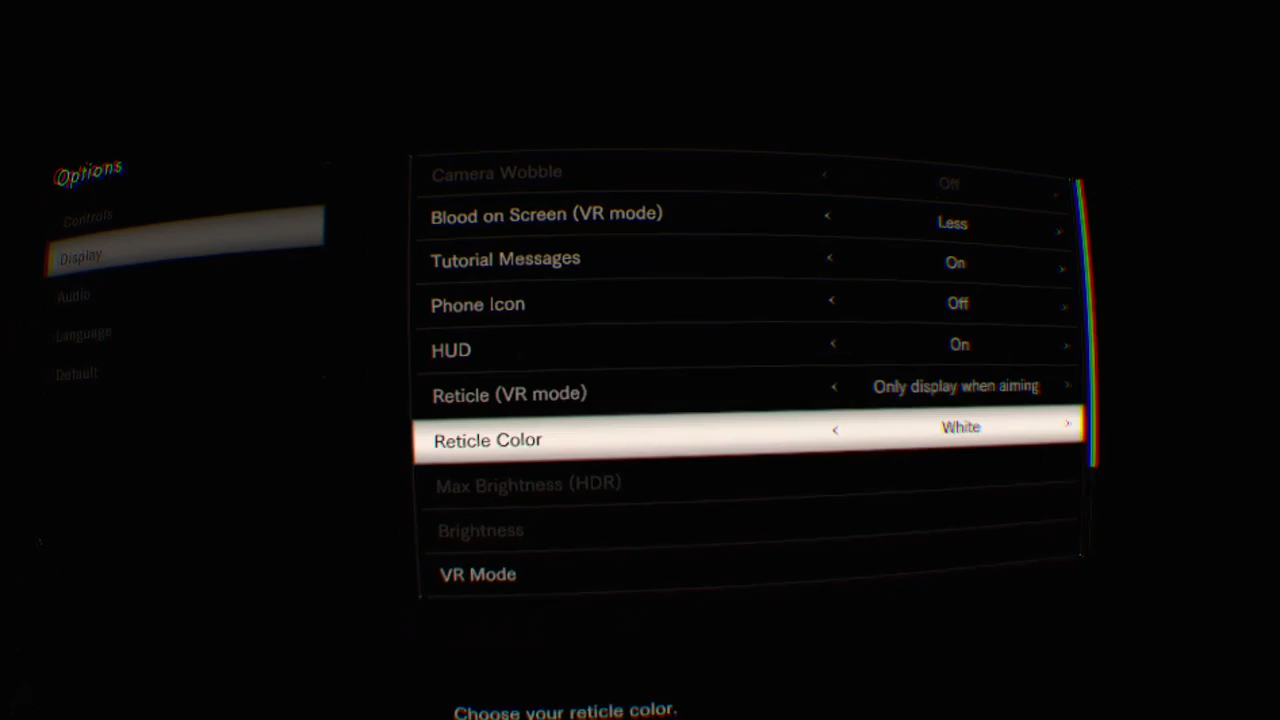 Options
Controls
Display
Audio
Language
Default
Camera Wobble < Off >
Blood on Screen (VR mode) < Less >
Tutorial Messages < On >
Phone Icon < Off >
HUD < On >
Reticle (VR mode) < Only display when aiming >
Reticle Color < White >
Max Brightness (HDR)
Brightness
VR Mode
Choose your reticle color.